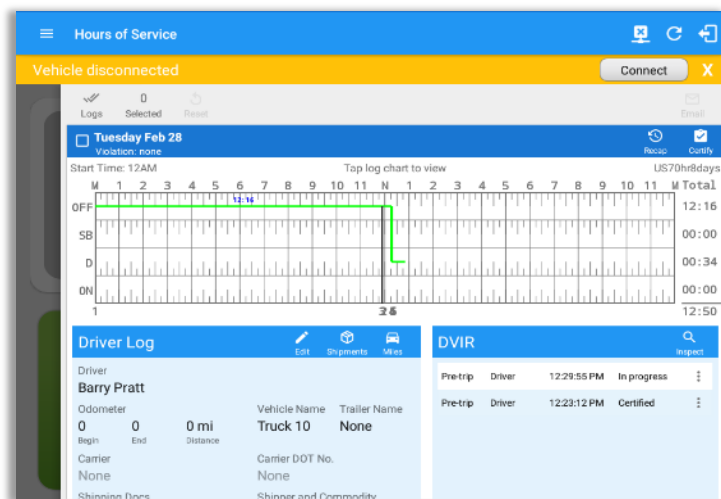 Hours of Service
Vehicle disconnected
Connect X
0
Logs Selected Reset Email
Tuesday Feb 28
Violation: none
Recap Certify
Start Time: 12AM Tap log chart to view US70hr8days
M 1 2 3 4 5 6 7 8 9 10 11 N 1 2 3 4 5 6 7 8 9 10 11 M Total
12:16
OFF 12:16
SB 00:00
D 00:34
ON 00:00
1 12:50
Driver Log
Edit Shipments Miles
DVIR
Inspect
Driver
Barry Pratt
Odometer Vehicle Name Trailer Name
0 0 0 mi Truck 10 None
Begin End Distance
Carrier Carrier DOT No.
None None
Shipping Docs Shipper and Commodity
Pre-trip Driver 12:29:55 PM In progress
Pre-trip Driver 12:23:12 PM Certified